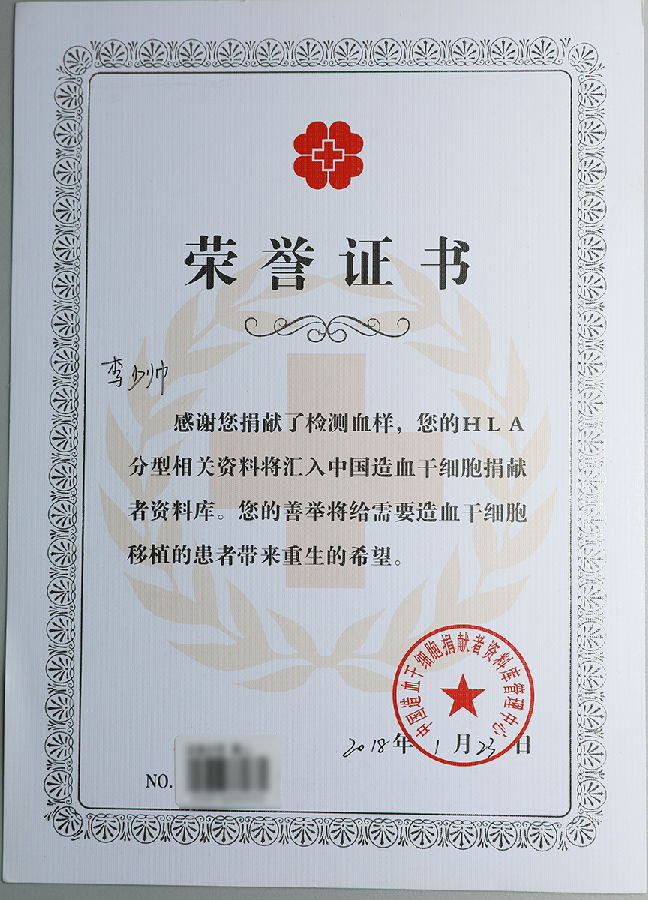 荣誉证书
李少帅
感谢您捐献了检测血样，您的HLA
分型相关资料将汇入中国造血干细胞捐献
者资料库。您的善举将给需要造血干细胞
移植的患者带来重生的希望。
中国造血干细胞捐献者资料库管理中心
2018年1月23日
NO.